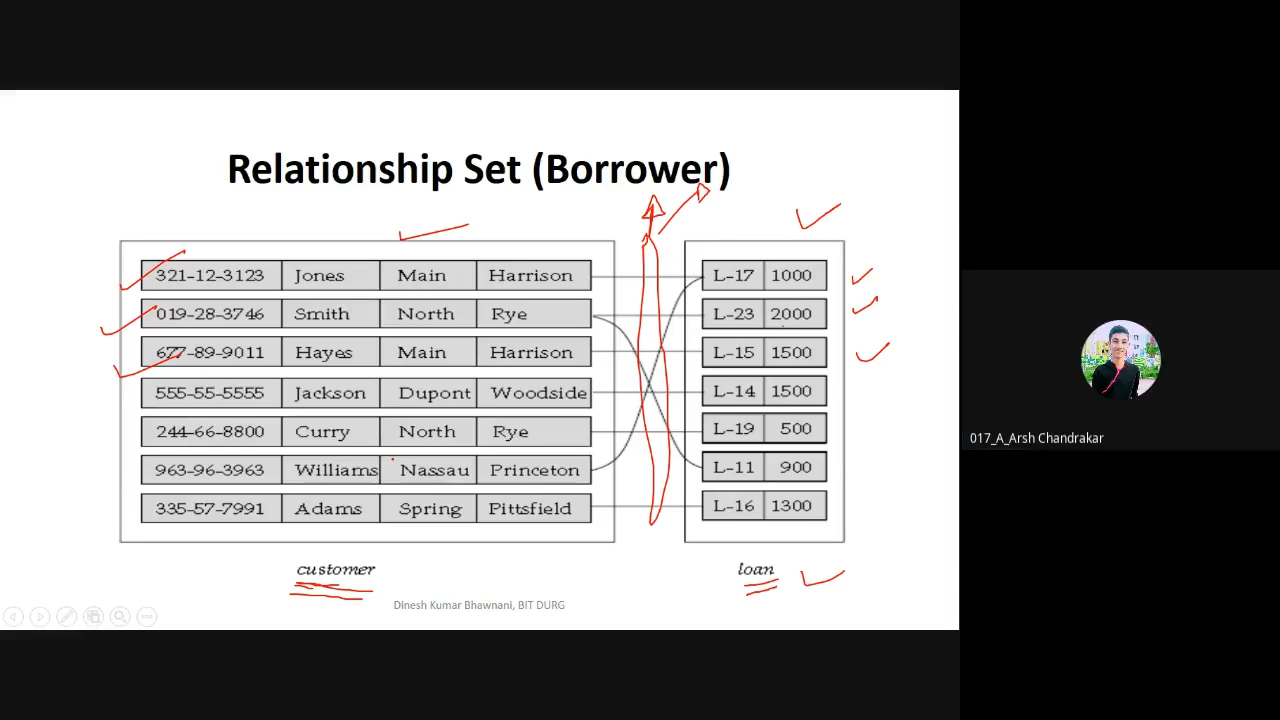 Relationship Set (Borrower)
321-12-3123 Jones Main Harrison
019-28-3746 Smith North Rye
677-89-9011 Hayes Main Harrison
555-55-5555 Jackson Dupont Woodside
244-66-8800 Curry North Rye
963-96-3963 Williams Nassau Princeton
335-57-7991 Adams Spring Pittsfield
customer
L-17 1000
L-23 2000
L-15 1500
L-14 1500
L-19 500
L-11 900
L-16 1300
loan
Dinesh Kumar Bhawnani, BIT DURG
017_A_Arsh Chandrakar